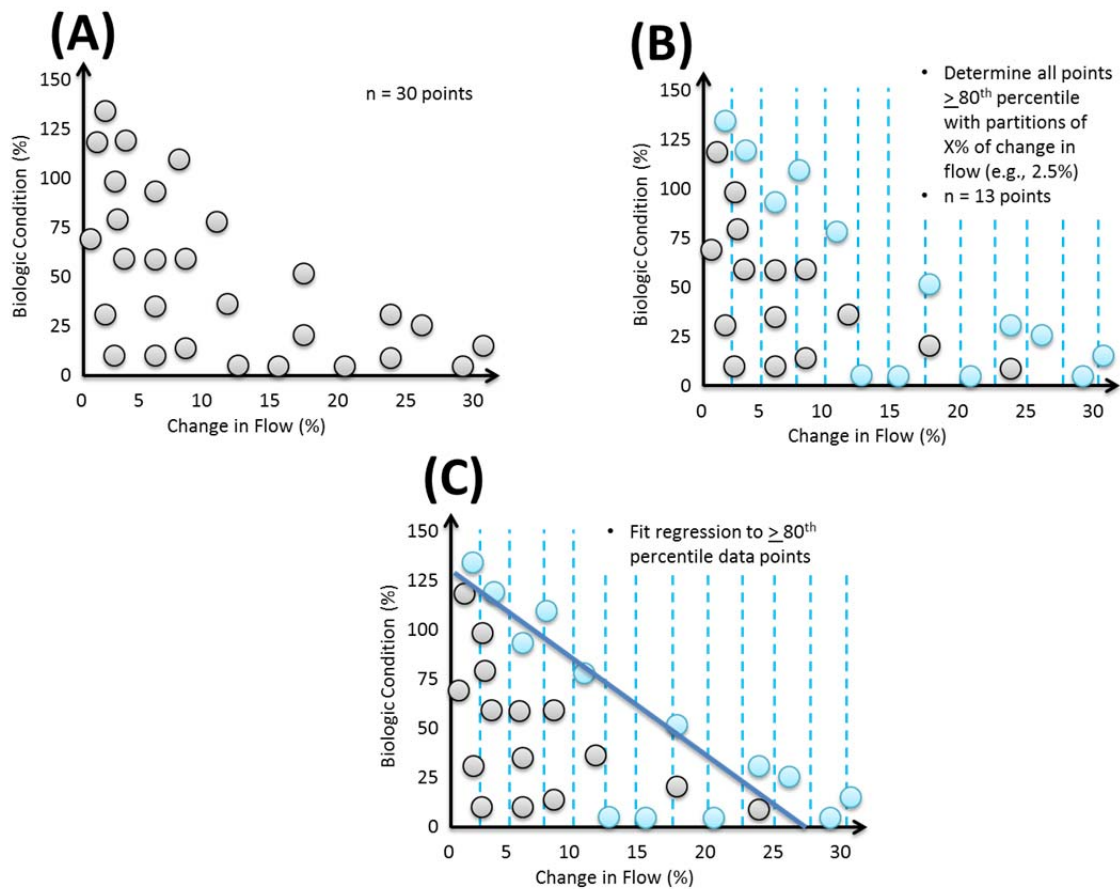 (A)
n = 30 points
150
125
100
75
50
25
0
Biologic Condition (%)
0 5 10 15 20 25 30
Change in Flow (%)
(B)
• Determine all points
≥ 80th percentile
with partitions of
X% of change in
flow (e.g., 2.5%)
• n = 13 points
150
125
100
75
50
25
0
Biologic Condition (%)
0 5 10 15 20 25 30
Change in Flow (%)
(C)
• Fit regression to ≥ 80th
percentile data points
150
125
100
75
50
25
0
Biologic Condition (%)
0 5 10 15 20 25 30
Change in Flow (%)